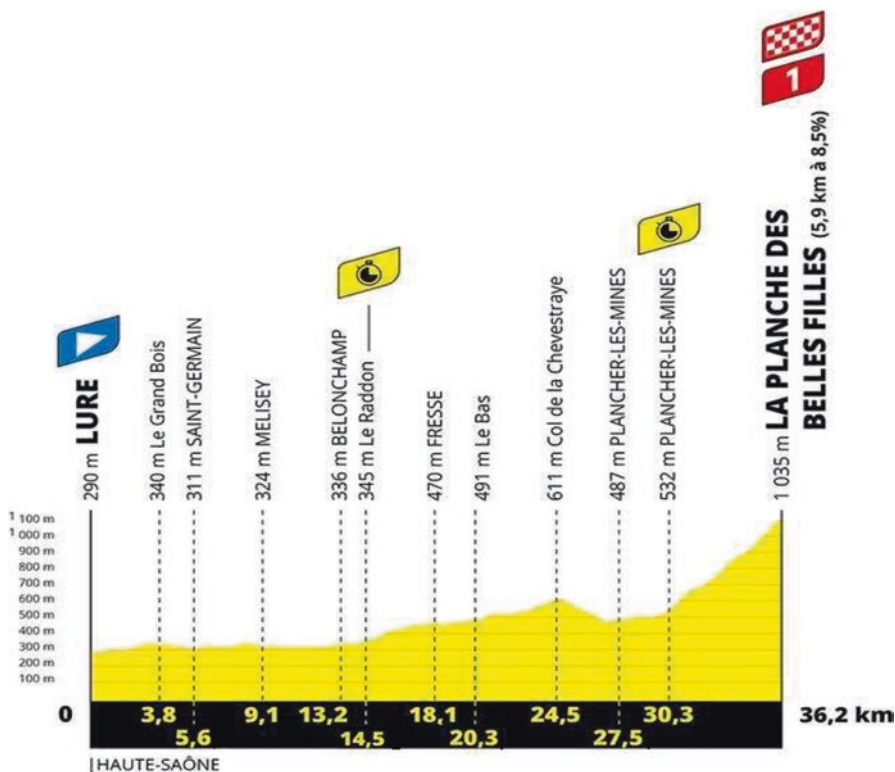 1
LA PLANCHE DES
BELLES FILLES (5,9 km à 8,5%)
1 035 m
290 m LURE
340 m Le Grand Bois
311 m SAINT-GERMAIN
324 m MELISEY
336 m BELONCHAMP
345 m Le Raddon
470 m FRESSE
491 m Le Bas
611 m Col de la Chevestraye
487 m PLANCHER-LES-MINES
532 m PLANCHER-LES-MINES
1 100 m
1 000 m
900 m
800 m
700 m
600 m
500 m
400 m
300 m
200 m
100 m
0
3,8
5,6
9,1
13,2
14,5
18,1
20,3
24,5
27,5
30,3
36,2 km
HAUTE-SAÔNE